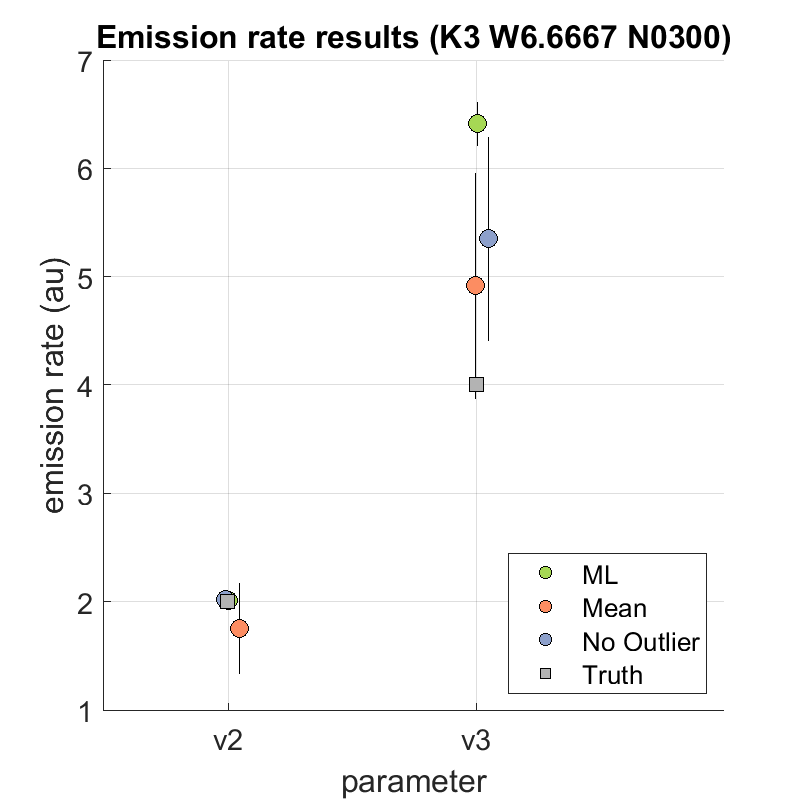 Emission rate results (K3 W6.6667 N0300)
7
6
5
4
3
2
1
emission rate (au)
v2
v3
parameter
ML
Mean
No Outlier
Truth